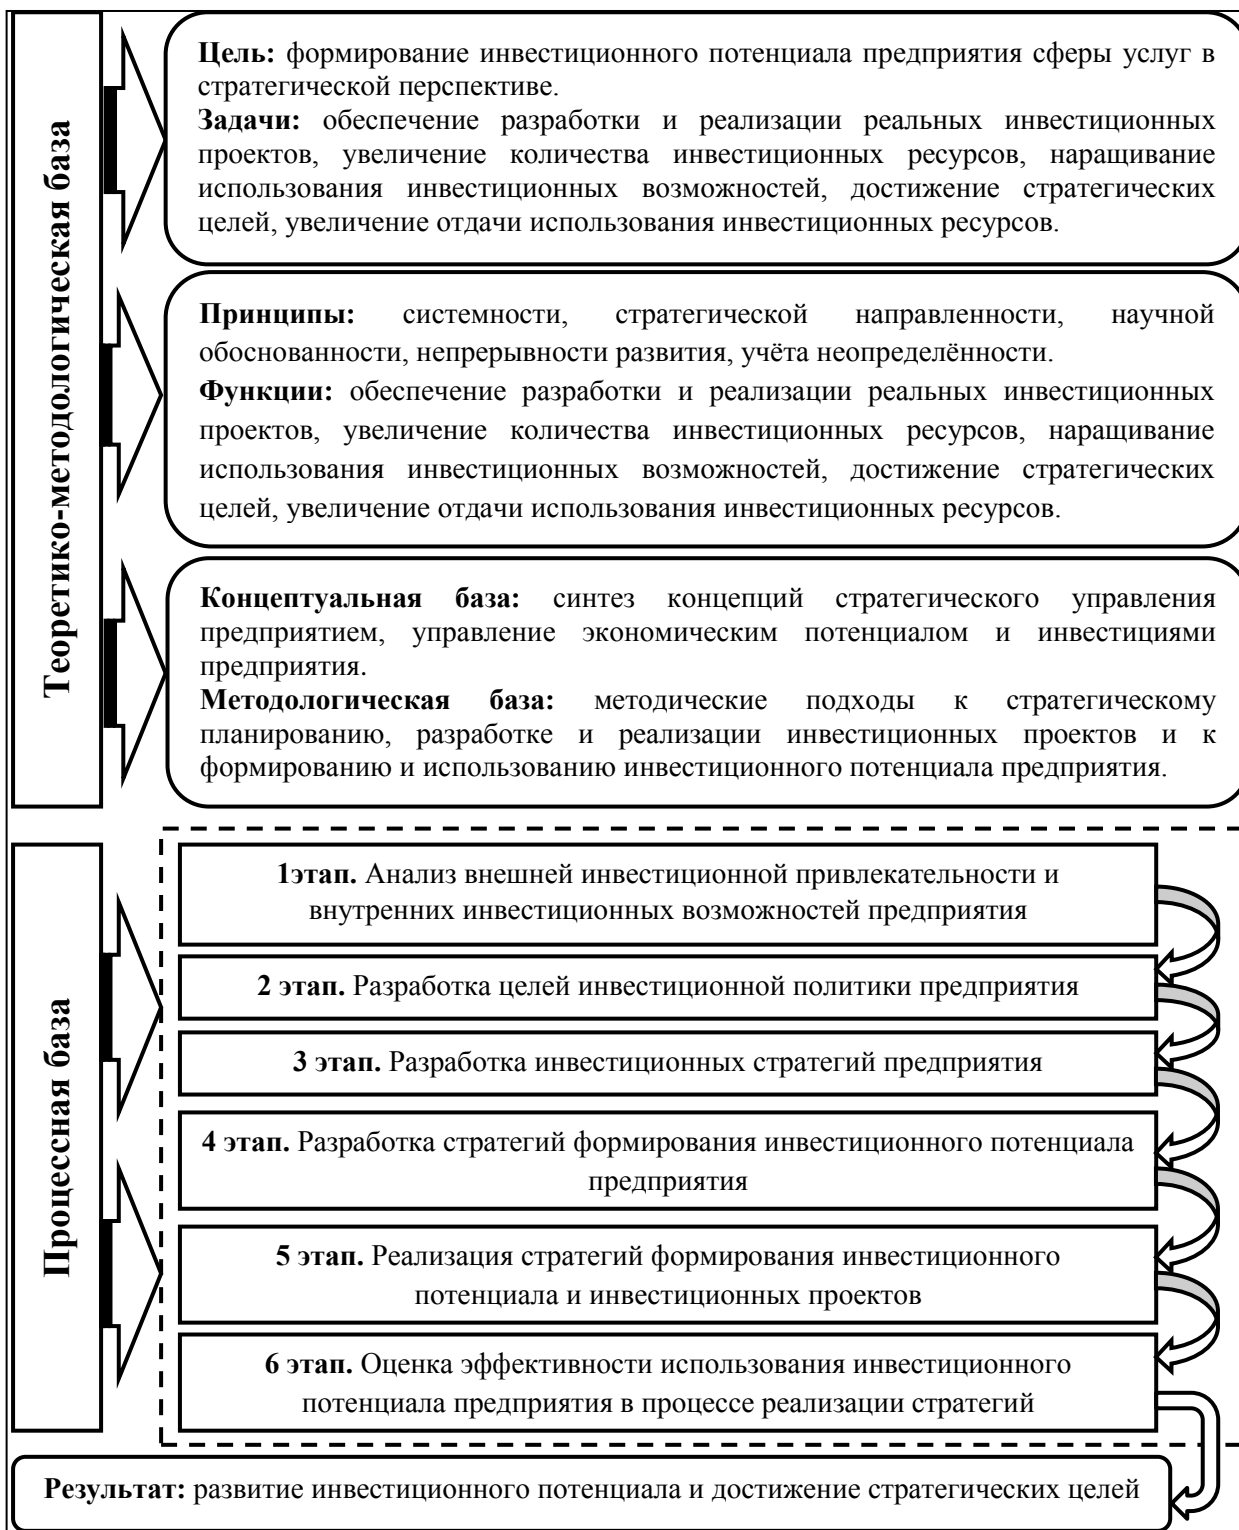 Теоретико-методологическая база
Цель: формирование инвестиционного потенциала предприятия сферы услуг в
стратегической перспективе.
Задачи: обеспечение разработки и реализации реальных инвестиционных
проектов, увеличение количества инвестиционных ресурсов, наращивание
использования инвестиционных возможностей, достижение стратегических
целей, увеличение отдачи использования инвестиционных ресурсов.
Принципы: системности, стратегической направленности, научной
обоснованности, непрерывности развития, учёта неопределённости.
Функции: обеспечение разработки и реализации реальных инвестиционных
проектов, увеличение количества инвестиционных ресурсов, наращивание
использования инвестиционных возможностей, достижение стратегических
целей, увеличение отдачи использования инвестиционных ресурсов.
Концептуальная база: синтез концепций стратегического управления
предприятием, управление экономическим потенциалом и инвестициями
предприятия.
Методологическая база: методические подходы к стратегическому
планированию, разработке и реализации инвестиционных проектов и к
формированию и использованию инвестиционного потенциала предприятия.
Процессная база
1этап. Анализ внешней инвестиционной привлекательности и
внутренних инвестиционных возможностей предприятия
2 этап. Разработка целей инвестиционной политики предприятия
3 этап. Разработка инвестиционных стратегий предприятия
4 этап. Разработка стратегий формирования инвестиционного потенциала
предприятия
5 этап. Реализация стратегий формирования инвестиционного
потенциала и инвестиционных проектов
6 этап. Оценка эффективности использования инвестиционного
потенциала предприятия в процессе реализации стратегий
Результат: развитие инвестиционного потенциала и достижение стратегических целей